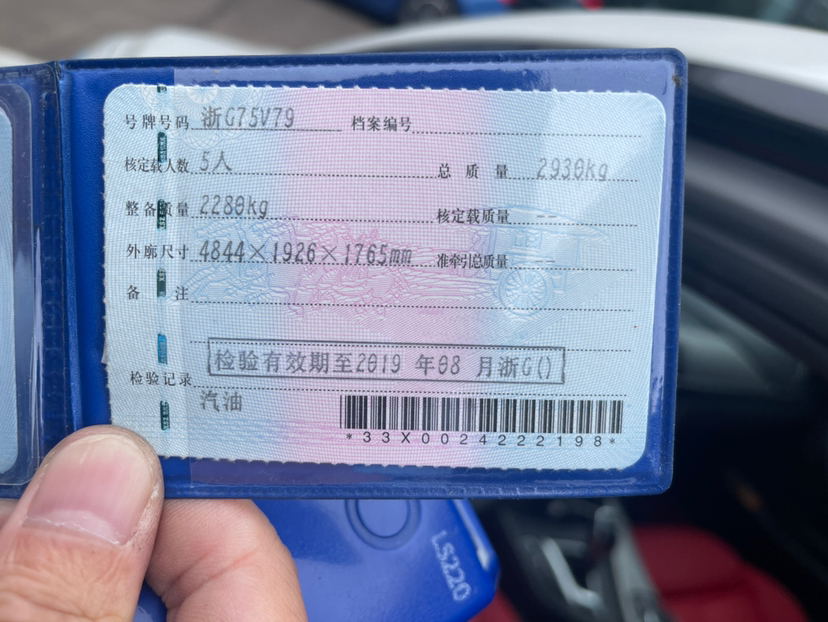 号牌号码 浙G75V79 档案编号
核定载人数 5人 总质量 2930kg
整备质量 2280kg 核定载质量 --
外廓尺寸 4844×1926×1765mm 准牵引总质量 --
备注
检验有效期至2019 年08 月浙G()
检验记录
汽油
*33X0024222198*
LS220